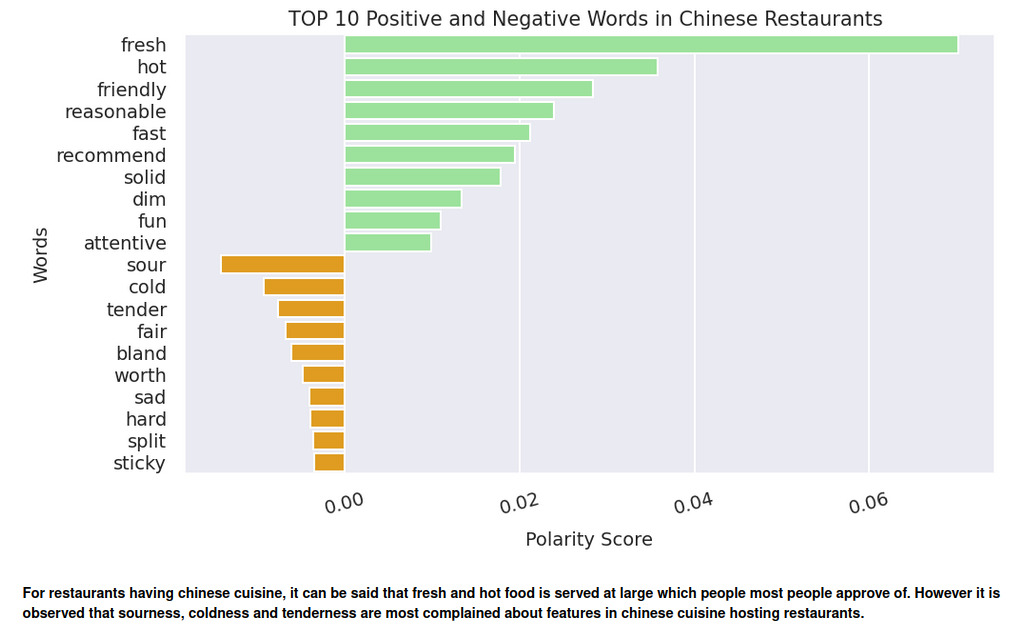 TOP 10 Positive and Negative Words in Chinese Restaurants
fresh
hot
friendly
reasonable
fast
recommend
solid
dim
fun
attentive
sour
cold
tender
fair
bland
worth
sad
hard
split
sticky
Words
0.00 0.02 0.04 0.06
Polarity Score
For restaurants having chinese cuisine, it can be said that fresh and hot food is served at large which people most people approve of. However it is
observed that sourness, coldness and tenderness are most complained about features in chinese cuisine hosting restaurants.